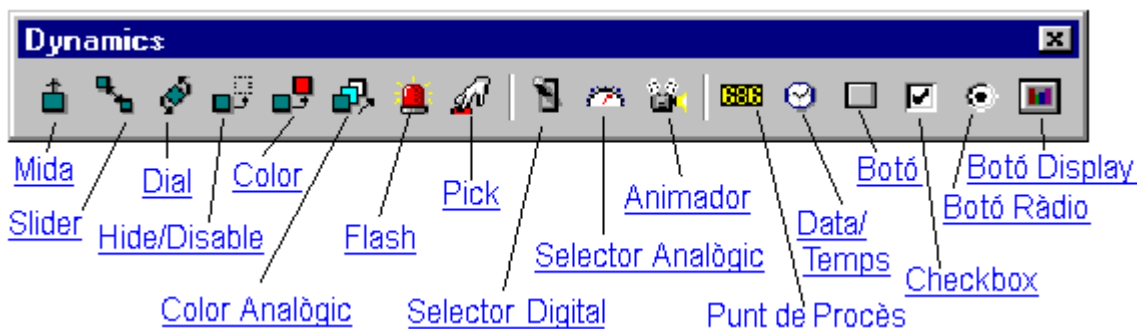 Dynamics
Mida
Slider
Dial
Hide/Disable
Color
Color Analògic
Flash
Pick
Selector Digital
Selector Analògic
Animador
Punt de Procès
Data/
Temps
Botó
Checkbox
Botó Ràdio
Botó Display